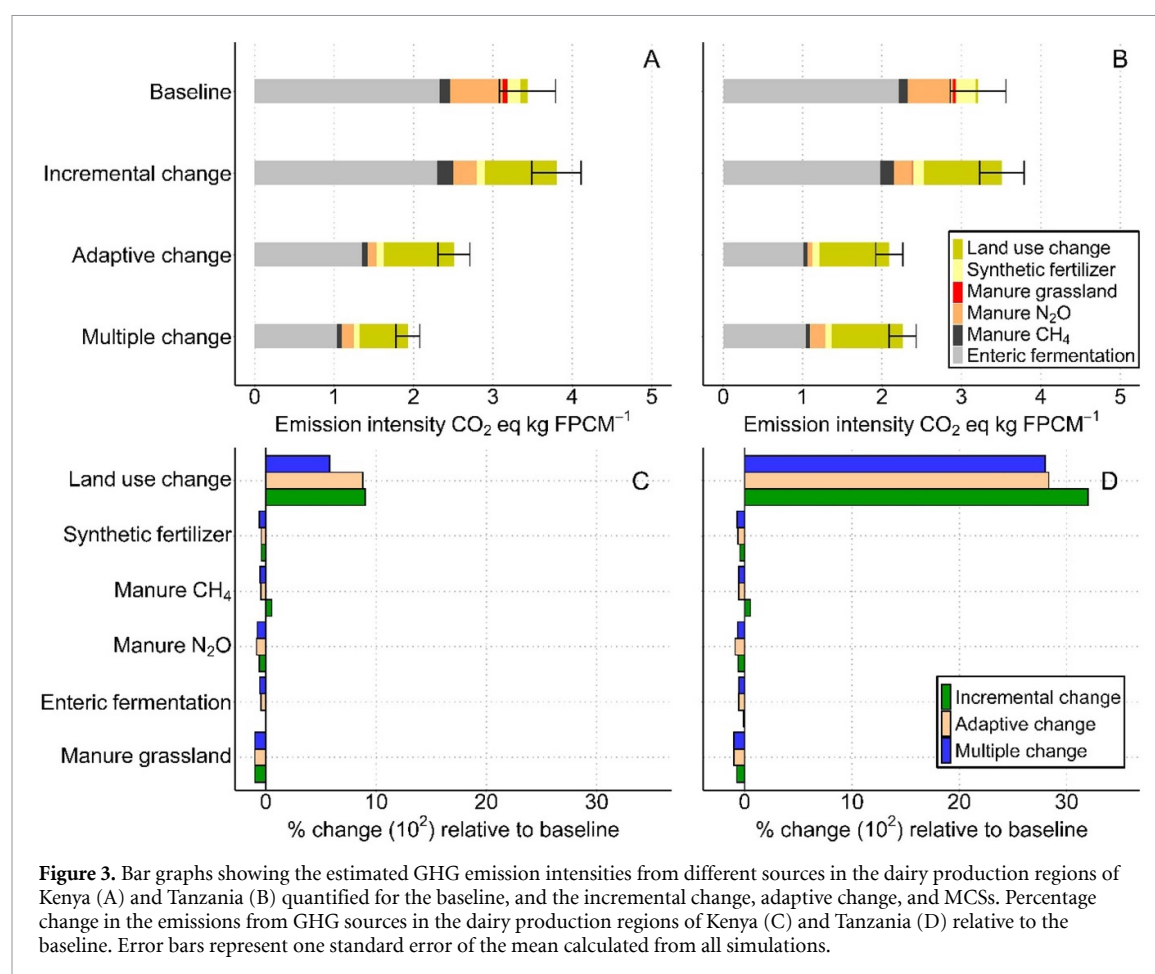 A
B
Baseline
Incremental change
Adaptive change
Multiple change
Land use change
Synthetic fertilizer
Manure grassland
Manure N₂O
Manure CH₄
Enteric fermentation
0 1 2 3 4 5
0 1 2 3 4 5
Emission intensity CO₂ eq kg FPCM⁻¹
Emission intensity CO₂ eq kg FPCM⁻¹
C
D
Land use change
Synthetic fertilizer
Manure CH₄
Manure N₂O
Enteric fermentation
Manure grassland
Incremental change
Adaptive change
Multiple change
0 10 20 30
0 10 20 30
% change (10²) relative to baseline
% change (10²) relative to baseline
Figure 3. Bar graphs showing the estimated GHG emission intensities from different sources in the dairy production regions of
Kenya (A) and Tanzania (B) quantified for the baseline, and the incremental change, adaptive change, and MCSs. Percentage
change in the emissions from GHG sources in the dairy production regions of Kenya (C) and Tanzania (D) relative to the
baseline. Error bars represent one standard error of the mean calculated from all simulations.